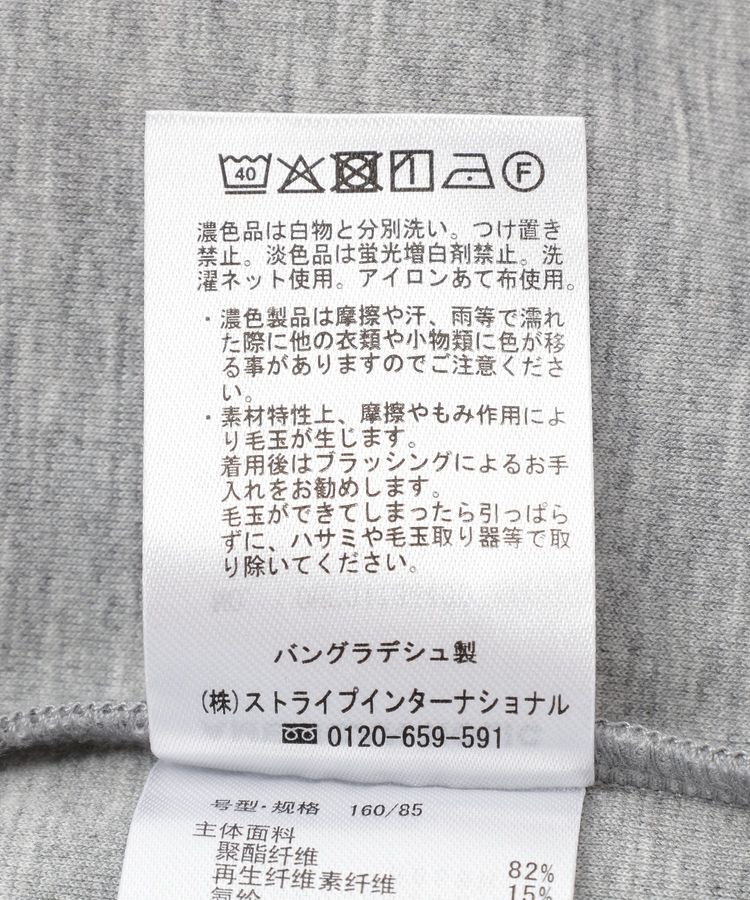 40
F
濃色品は白物と分別洗い。つけ置き
禁止。淡色品は蛍光増白剤禁止。洗
濯ネット使用。アイロンあて布使用。
・濃色製品は摩擦や汗、雨等で濡れ
た際に他の衣類や小物類に色が移
る事がありますのでご注意くださ
い。
・素材特性上、摩擦やもみ作用によ
り毛玉が生じます。
着用後はブラッシングによるお手
入れをお勧めします。
毛玉ができてしまったら引っぱら
ずに、ハサミや毛玉取り器等で取
り除いてください。
バングラデシュ製
(株)ストライプインターナショナル
0120-659-591
号型·规格 160/85
主体面料
聚酯纤维 82%
再生纤维素纤维 15%
氨纶